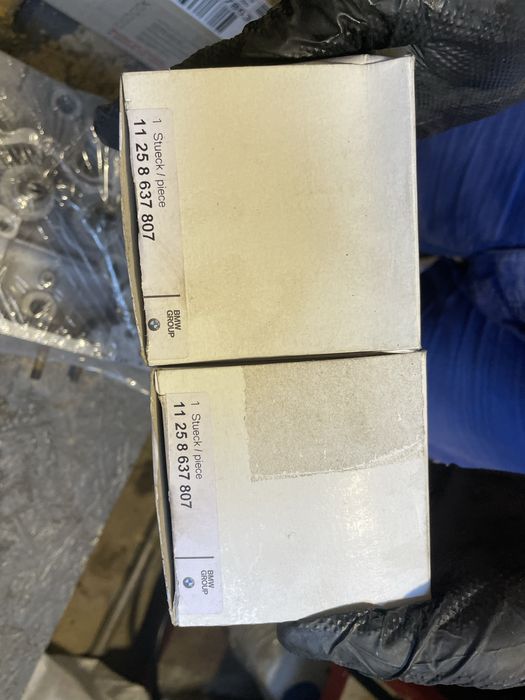 1 Stueck / piece
11 25 8 637 807
BMW
GROUP
1 Stueck / piece
11 25 8 637 807
BMW
GROUP